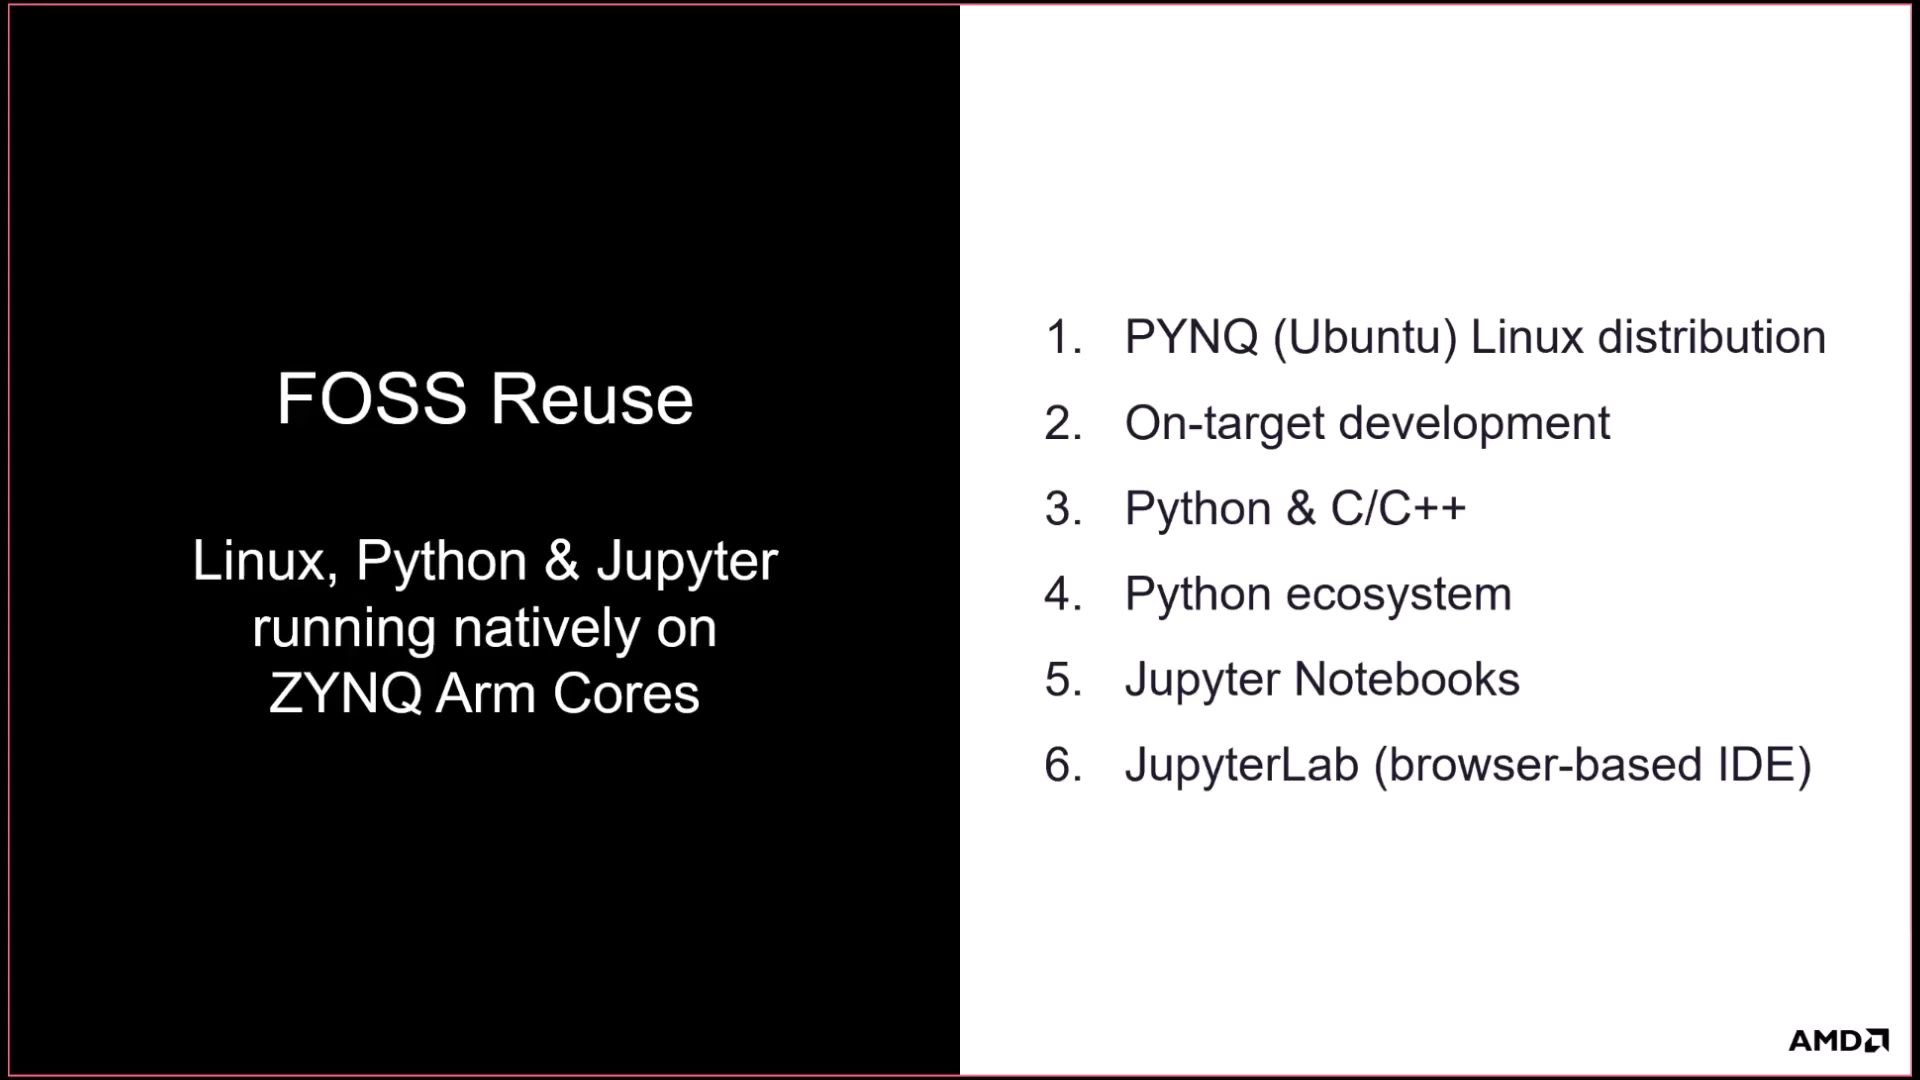 FOSS Reuse
Linux, Python & Jupyter
running natively on
ZYNQ Arm Cores
1. PYNQ (Ubuntu) Linux distribution
2. On-target development
3. Python & C/C++
4. Python ecosystem
5. Jupyter Notebooks
6. JupyterLab (browser-based IDE)
AMD